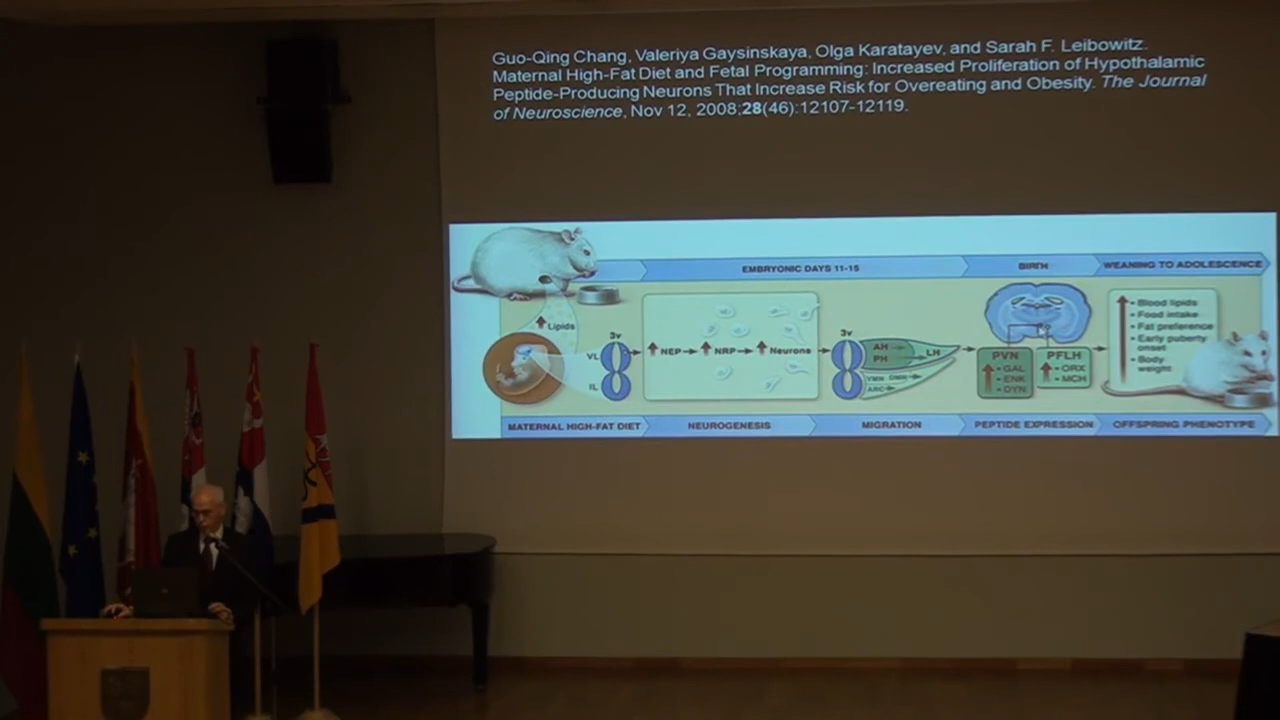 Guo-Qing Chang, Valeriya Gaysinskaya, Olga Karatayev, and Sarah F. Leibowitz.
Maternal High-Fat Diet and Fetal Programming: Increased Proliferation of Hypothalamic
Peptide-Producing Neurons That Increase Risk for Overeating and Obesity. The Journal
of Neuroscience, Nov 12, 2008;28(46):12107-12119.
EMBRYONIC DAYS 11-15
BIRTH
WEANING TO ADOLESCENCE
Lipids
3v
VL
IL
NEP
NRP
Neurons
3v
AH
PH
LH
VMH
DMH
ARC
PVN
- GAL
- ENK
- DYN
PFLH
- ORX
- MCH
- Blood lipids
- Food intake
- Fat preference
- Early puberty
onset
- Body
weight
MATERNAL HIGH-FAT DIET
NEUROGENESIS
MIGRATION
PEPTIDE EXPRESSION
OFFSPRING PHENOTYPE